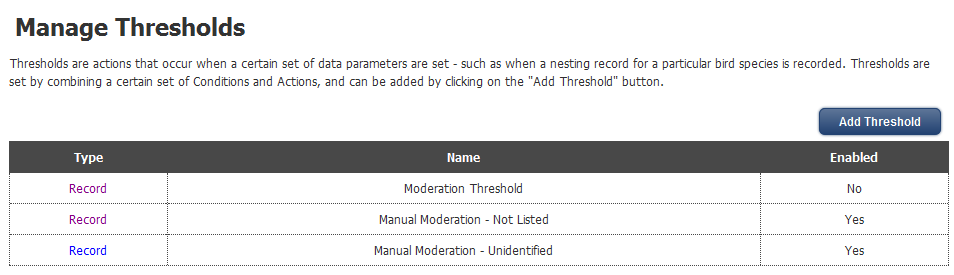 Manage Thresholds
Thresholds are actions that occur when a certain set of data parameters are set - such as when a nesting record for a particular bird species is recorded. Thresholds are
set by combining a certain set of Conditions and Actions, and can be added by clicking on the "Add Threshold" button.
Add Threshold
Type Name Enabled
Record Moderation Threshold No
Record Manual Moderation - Not Listed Yes
Record Manual Moderation - Unidentified Yes